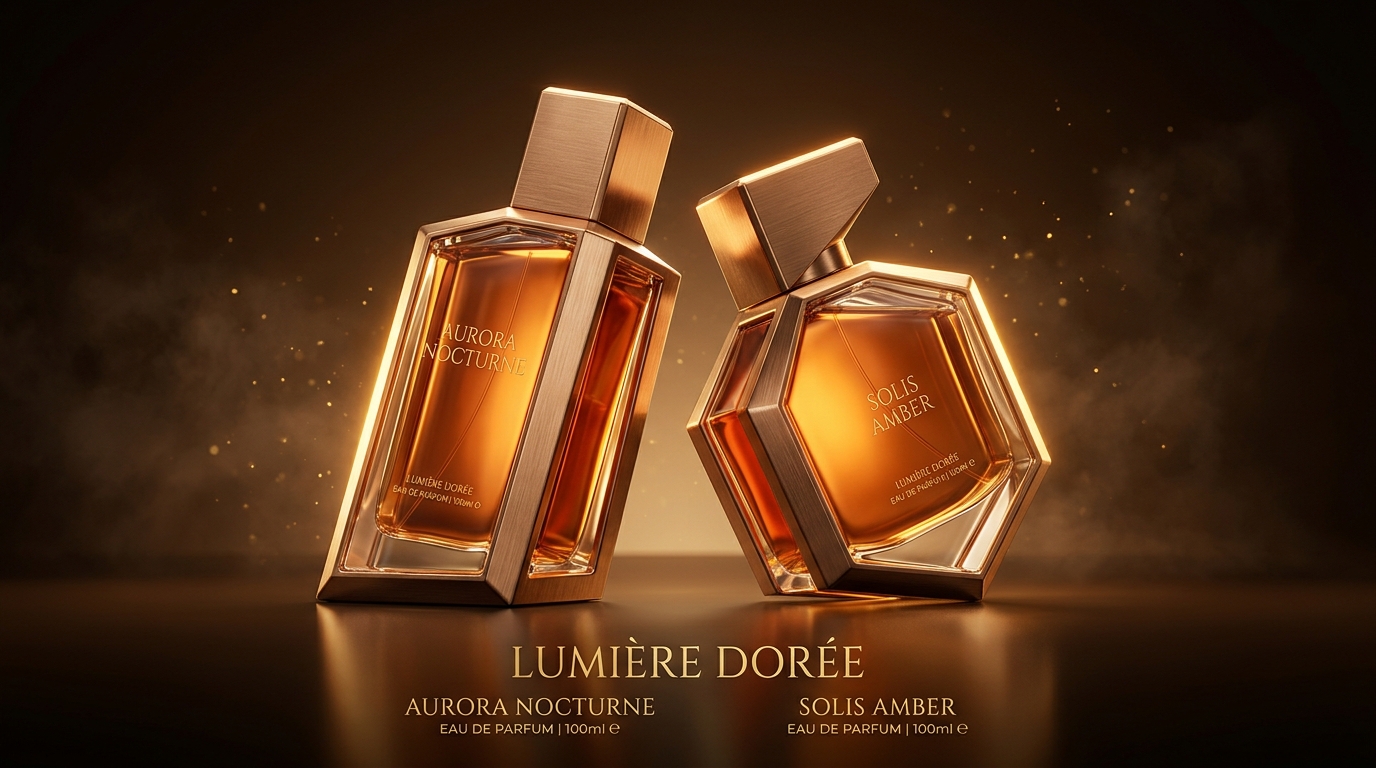 AURORA
NOCTURNE
LUMIÈNE DORÉE
SOLIS
AMBER
LUMIÈRE DORÉE
LUMIÈRE DORÉE
AURORA NOCTURNE
EAU DE PARFUM | 100ml ℮
SOLIS AMBER
EAU DE PARFUM | 100ml ℮